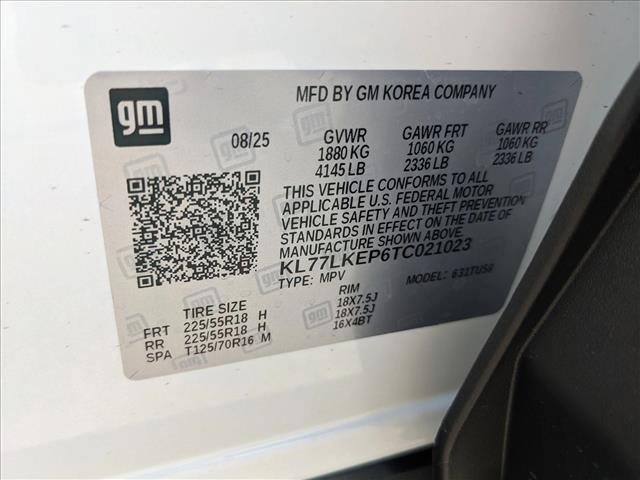 gm
MFD BY GM KOREA COMPANY
08/25 GVWR GAWR FRT GAWR RR
1880 KG 1060 KG 1060 KG
4145 LB 2336 LB 2336 LB
THIS VEHICLE CONFORMS TO ALL
APPLICABLE U.S. FEDERAL MOTOR
VEHICLE SAFETY AND THEFT PREVENTION
STANDARDS IN EFFECT ON THE DATE OF
MANUFACTURE SHOWN ABOVE.
KL77LKEP6TC021023
TYPE: MPV MODEL: 631TUS8
TIRE SIZE RIM
FRT 225/55R18 H 18X7.5J
RR 225/55R18 H 18X7.5J
SPA T125/70R16 M 16X4BT